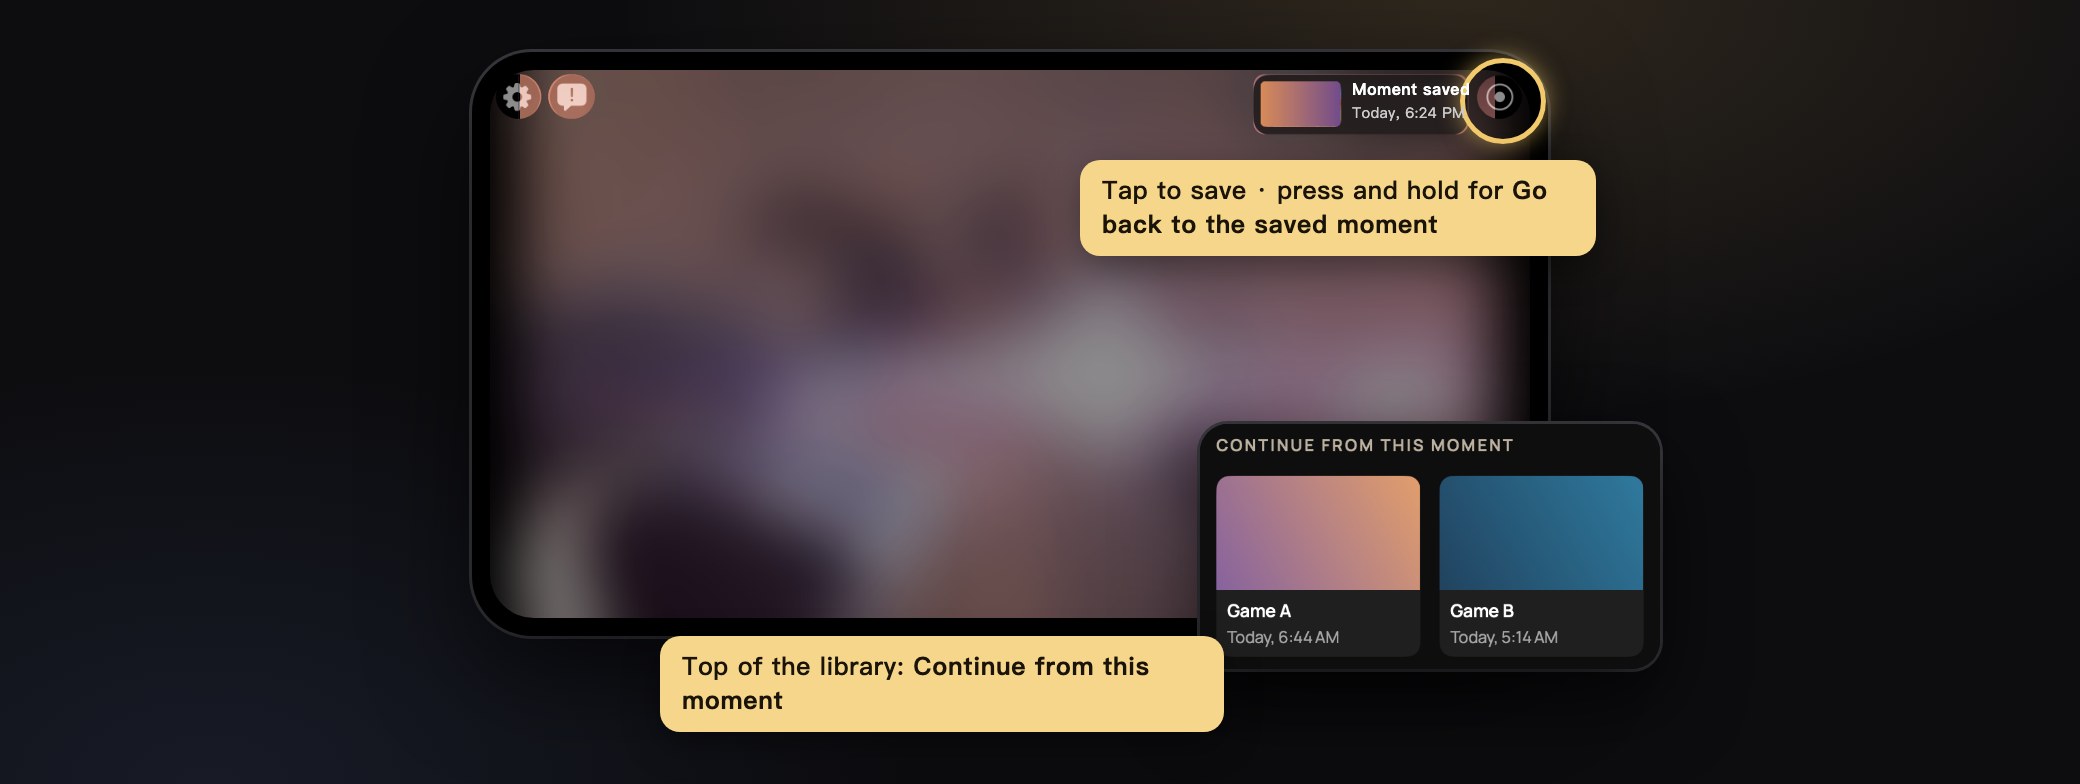 Moment saved
Today, 6:24 PM
Tap to save · press and hold for Go
back to the saved moment
CONTINUE FROM THIS MOMENT
Game A
Today, 6:44 AM
Game B
Today, 5:14 AM
Top of the library: Continue from this
moment